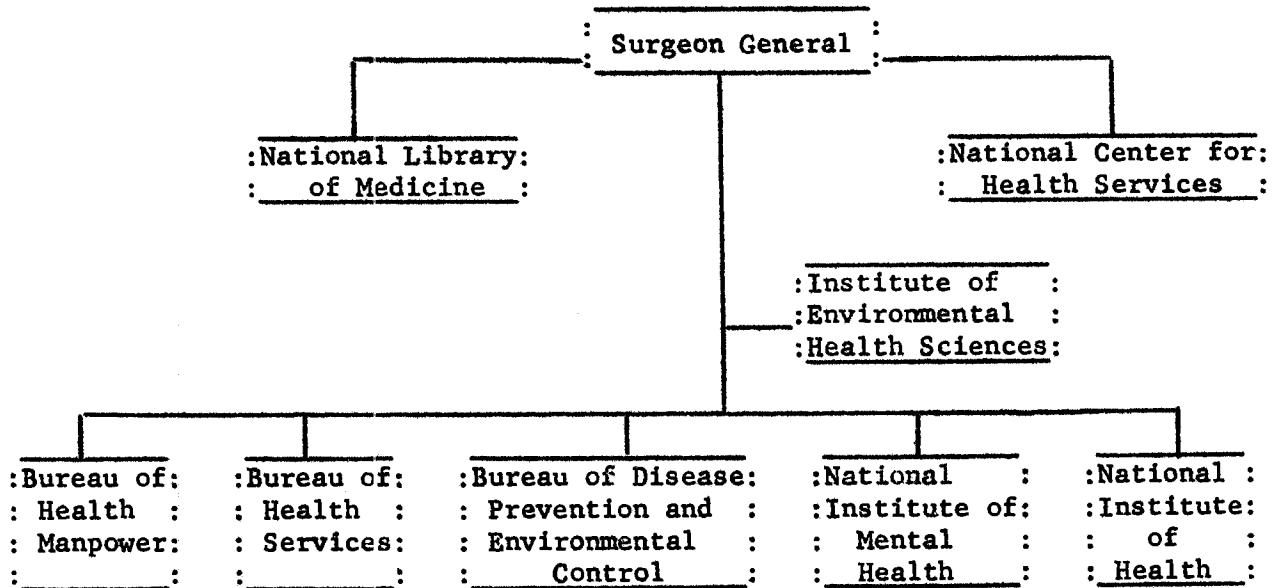 Surgeon General
National Library
of Medicine
National Center for
Health Services
Institute of
Environmental
Health Sciences
Bureau of
Health
Manpower
Bureau of
Health
Services
Bureau of Disease
Prevention and
Environmental
Control
National
Institute of
Mental
Health
National
Institute
of
Health